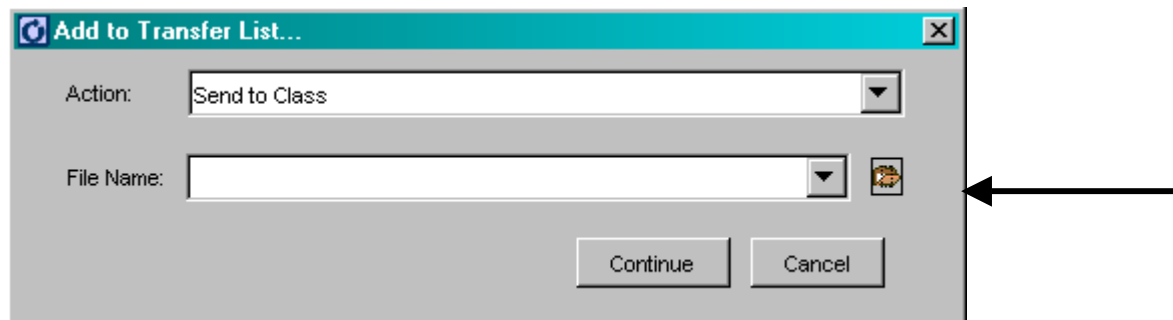 Add to Transfer List...
Action: Send to Class
File Name:
Continue Cancel